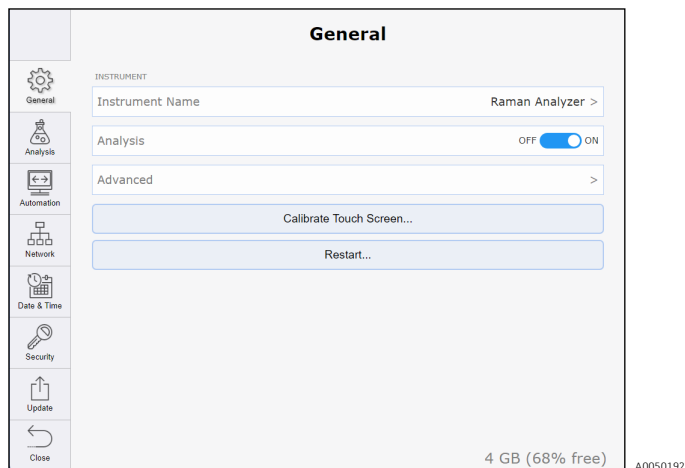 General
General
Analysis
Automation
Network
Date & Time
Security
Update
Close
INSTRUMENT
Instrument Name Raman Analyzer >
Analysis OFF ON
Advanced >
Calibrate Touch Screen...
Restart...
4 GB (68% free)
A0050192